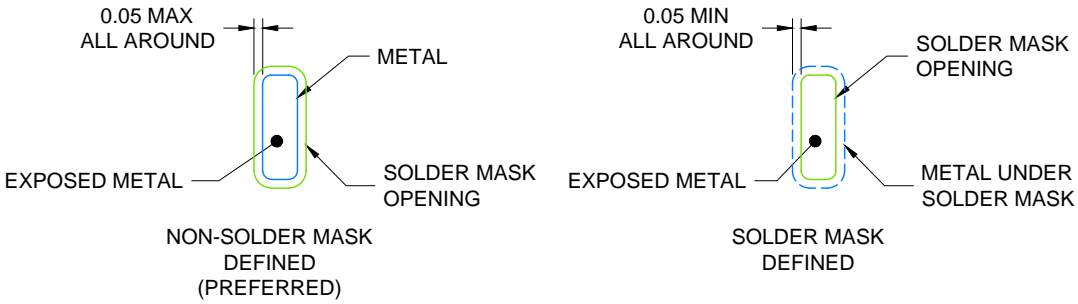 0.05 MAX
ALL AROUND
METAL
EXPOSED METAL
SOLDER MASK
OPENING
NON-SOLDER MASK
DEFINED
(PREFERRED)
0.05 MIN
ALL AROUND
SOLDER MASK
OPENING
EXPOSED METAL
METAL UNDER
SOLDER MASK
SOLDER MASK
DEFINED